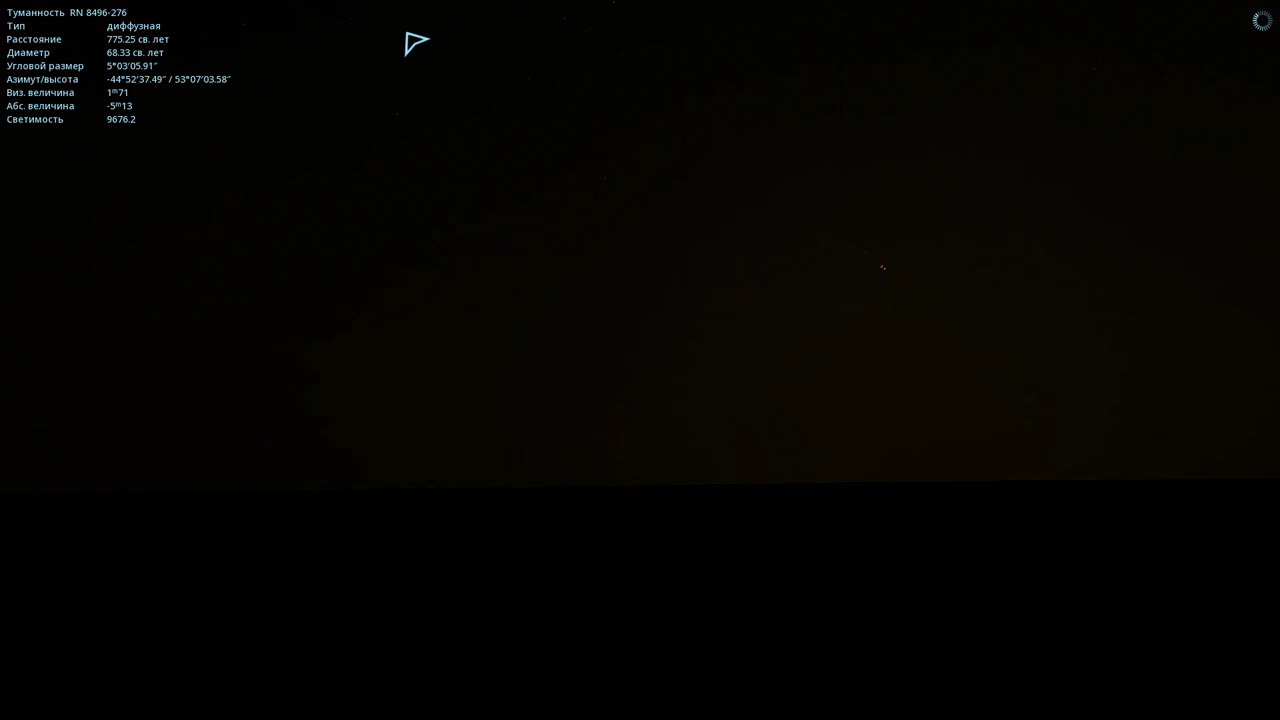 Туманность RN 8496-276
Тип диффузная
Расстояние 775.25 св. лет
Диаметр 68.33 св. лет
Угловой размер 5°03′05.91″
Азимут/высота -44°52′37.49″ / 53°07′03.58″
Виз. величина 1ᵐ71
Абс. величина -5ᵐ13
Светимость 9676.2